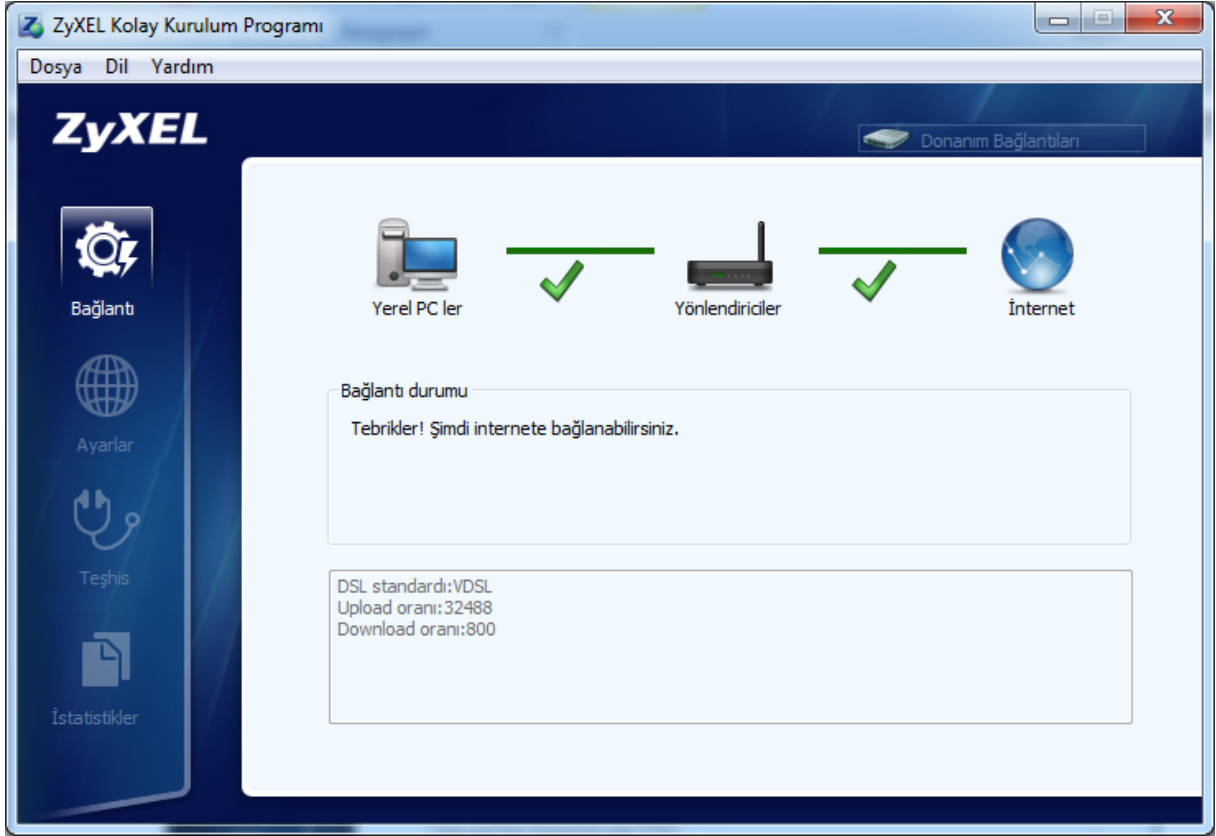 ZyXEL Kolay Kurulum Programı
Dosya Dil Yardım
ZyXEL
Donanım Bağlantıları
Yerel PC ler
Yönlendiriciler
İnternet
Bağlantı
Ayarlar
Teşhis
İstatistikler
Bağlantı durumu
Tebrikler! Şimdi internete bağlanabilirsiniz.
DSL standardı:VDSL
Upload oranı:32488
Download oranı:800